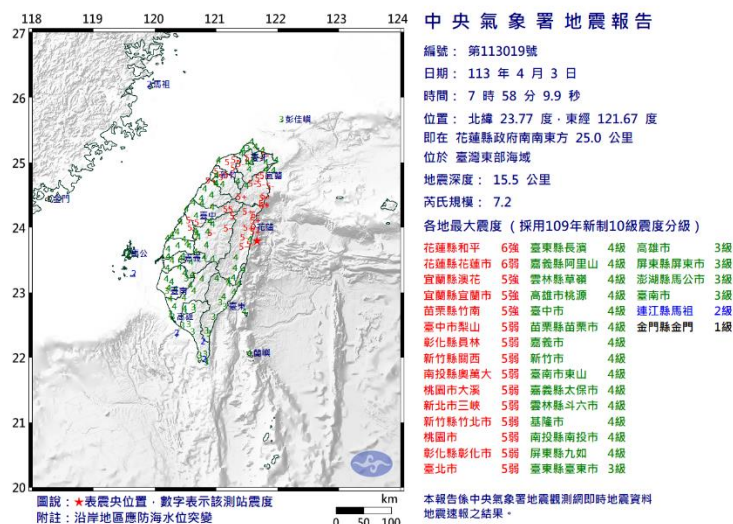 118 119 120 121 122 123 124
27
26
25
24
23
22
21
20
馬祖
彭佳嶼
臺北
宜蘭
金門
臺中
花蓮
嘉義
臺南
臺東
高雄
蘭嶼
km
0 50 100
圖說：★表震央位置，數字表示該測站震度
附註：沿岸地區應防海水位突變
中央氣象署地震報告
編號： 第113019號
日期： 113 年 4 月 3 日
時間： 7 時 58 分 9.9 秒
位置： 北緯 23.77 度，東經 121.67 度
即在 花蓮縣政府南南東方 25.0 公里
位於 臺灣東部海域
地震深度： 15.5 公里
芮氏規模： 7.2
各地最大震度（採用109年新制10級震度分級）
花蓮縣和平 6強 臺東縣長濱 4級 高雄市 3級
花蓮縣花蓮市 6弱 嘉義縣阿里山 4級 屏東縣屏東市 3級
宜蘭縣澳花 5強 雲林縣草嶺 4級 澎湖縣馬公市 3級
宜蘭縣宜蘭市 5強 高雄市桃源 4級 臺南市 3級
苗栗縣竹南 5強 臺中市 4級 連江縣馬祖 2級
臺中市梨山 5弱 苗栗縣苗栗市 4級 金門縣金門 1級
彰化縣員林 5弱 嘉義市 4級
新竹縣關西 5弱 新竹市 4級
南投縣奧萬大 5弱 臺南市東山 4級
桃園市大溪 5弱 嘉義縣太保市 4級
新北市三峽 5弱 雲林縣斗六市 4級
新竹縣竹北市 5弱 基隆市 4級
桃園市 5弱 南投縣南投市 4級
彰化縣彰化市 5弱 屏東縣九如 4級
臺北市 5弱 臺東縣臺東市 3級
本報告係中央氣象署地震觀測網即時地震資料
地震速報之結果。